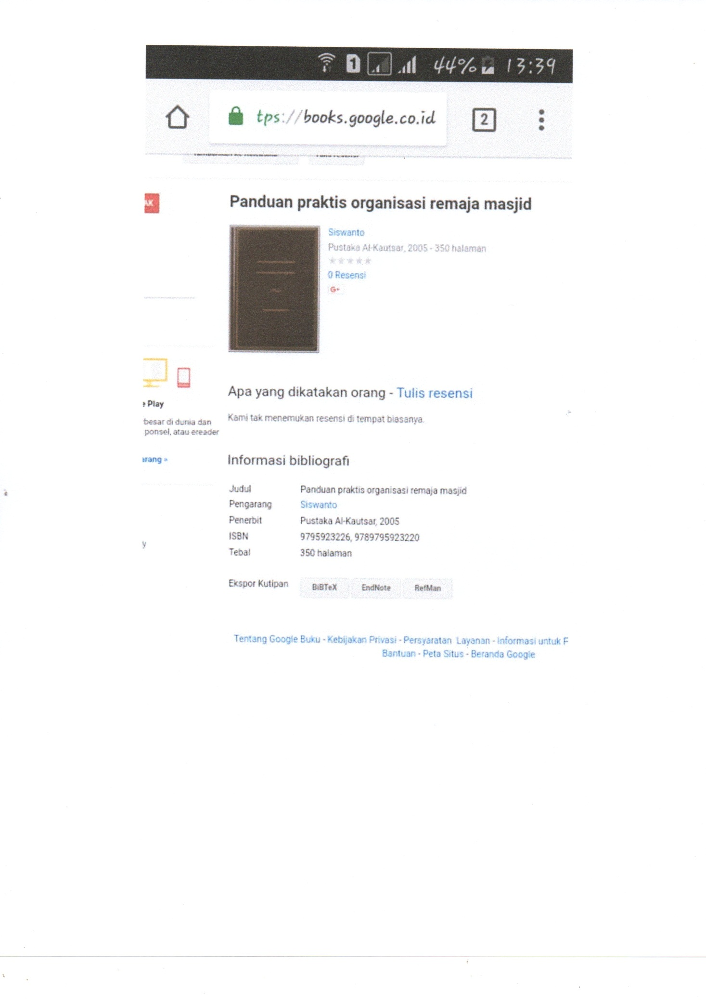 1 44% 13:39
tps://books.google.co.id
2
AK
Panduan praktis organisasi remaja masjid
Siswanto
Pustaka Al-Kautsar, 2005 - 350 halaman
0 Resensi
G+
Apa yang dikatakan orang - Tulis resensi
Kami tak menemukan resensi di tempat biasanya.
e Play
besar di dunia dan
ponsel, atau ereader
arang »
Informasi bibliografi
Judul Panduan praktis organisasi remaja masjid
Pengarang Siswanto
Penerbit Pustaka Al-Kautsar, 2005
ISBN 9795923226, 9789795923220
Tebal 350 halaman
y
Ekspor Kutipan BiBTeX EndNote RefMan
Tentang Google Buku - Kebijakan Privasi - Persyaratan Layanan - Informasi untuk F
Bantuan - Peta Situs - Beranda Google